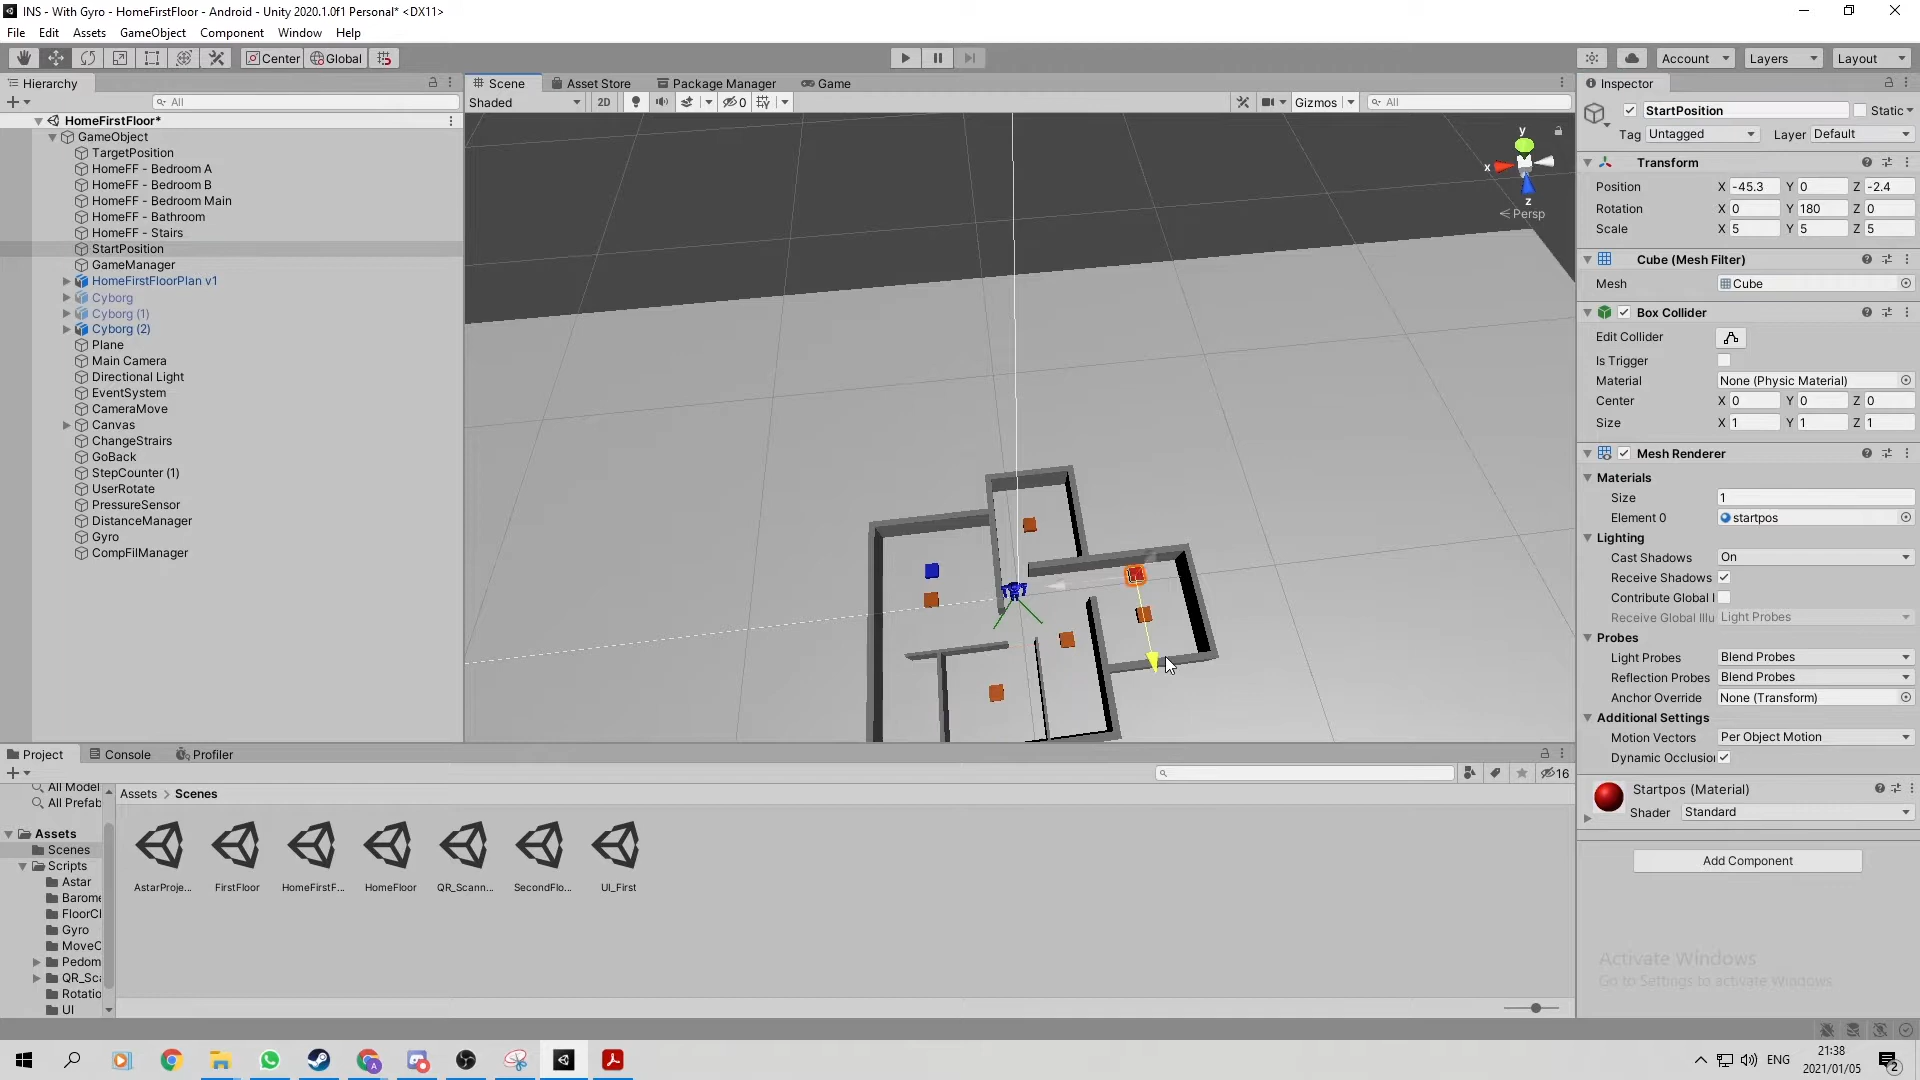 INS - With Gyro - HomeFirstFloor - Android - Unity 2020.1.0f1 Personal* <DX11>
File Edit Assets GameObject Component Window Help
Center Global Account Layers Layout
Hierarchy
All
HomeFirstFloor*
GameObject
TargetPosition
HomeFF - Bedroom A
HomeFF - Bedroom B
HomeFF - Bedroom Main
HomeFF - Bathroom
HomeFF - Stairs
StartPosition
GameManager
HomeFirstFloorPlan v1
Cyborg
Cyborg (1)
Cyborg (2)
Plane
Main Camera
Directional Light
EventSystem
CameraMove
Canvas
ChangeStrairs
GoBack
StepCounter (1)
UserRotate
PressureSensor
DistanceManager
Gyro
CompFilManager
Scene Asset Store Package Manager Game
Shaded 2D 0 Gizmos All
y
x
z
< Persp
Inspector
StartPosition Static
Tag Untagged Layer Default
Transform
Position X -45.3 Y 0 Z -2.4
Rotation X 0 Y 180 Z 0
Scale X 5 Y 5 Z 5
Cube (Mesh Filter)
Mesh Cube
Box Collider
Edit Collider
Is Trigger
Material None (Physic Material)
Center X 0 Y 0 Z 0
Size X 1 Y 1 Z 1
Mesh Renderer
Materials
Size 1
Element 0 startpos
Lighting
Cast Shadows On
Receive Shadows
Contribute Global I
Receive Global Illu Light Probes
Probes
Light Probes Blend Probes
Reflection Probes Blend Probes
Anchor Override None (Transform)
Additional Settings
Motion Vectors Per Object Motion
Dynamic Occlusio
Startpos (Material)
Shader Standard
Add Component
Activate Windows
Go to Settings to activate Windows.
Project Console Profiler
16
All Model
All Prefab
Assets
Scenes
Scripts
Astar
Barome
FloorCl
Gyro
MoveC
Pedom
QR_Sca
Rotatio
UI
Assets > Scenes
AstarProje... FirstFloor HomeFirstF... HomeFloor QR_Scann... SecondFlo... UI_First
ENG
21:38
2021/01/05
2